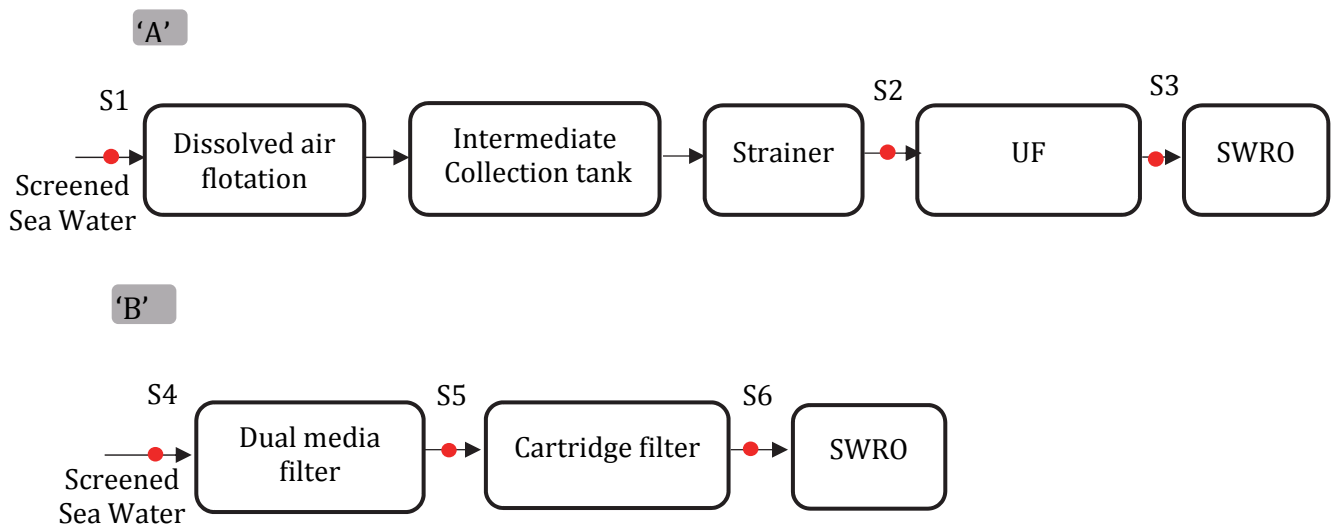 ‘A’
S1
S2
S3
Dissolved air
flotation
Intermediate
Collection tank
Strainer
UF
SWRO
Screened
Sea Water
‘B’
S4
S5
S6
Dual media
filter
Cartridge filter
SWRO
Screened
Sea Water